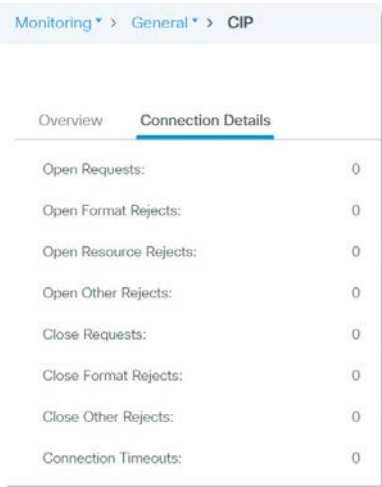 Monitoring > General > CIP
Overview Connection Details
Open Requests: 0
Open Format Rejects: 0
Open Resource Rejects: 0
Open Other Rejects: 0
Close Requests: 0
Close Format Rejects: 0
Close Other Rejects: 0
Connection Timeouts: 0